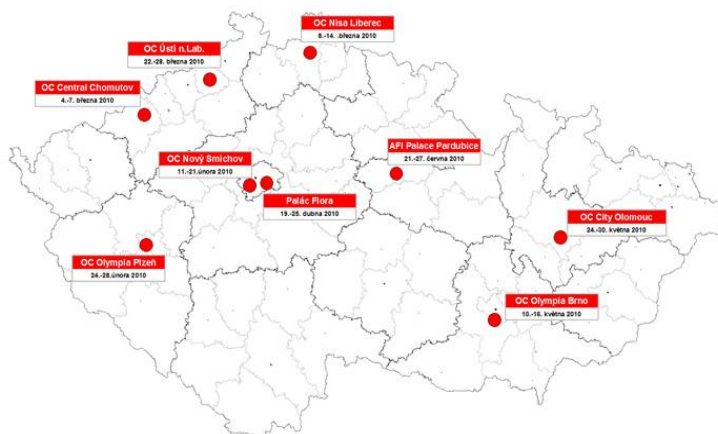 OC Nisa Liberec
8.-14. .března 2010
OC Ústí n.Lab.
22.-28. března 2010
OC Central Chomutov
4.-7. března 2010
AFI Palace Pardubice
21.-27. června 2010
OC Nový Smíchov
11.-21.února 2010
Palác Flora
19.-25. dubna 2010
OC City Olomouc
24.-30. května 2010
OC Olympia Plzeň
24.-28.února 2010
OC Olympia Brno
10.-16. května 2010